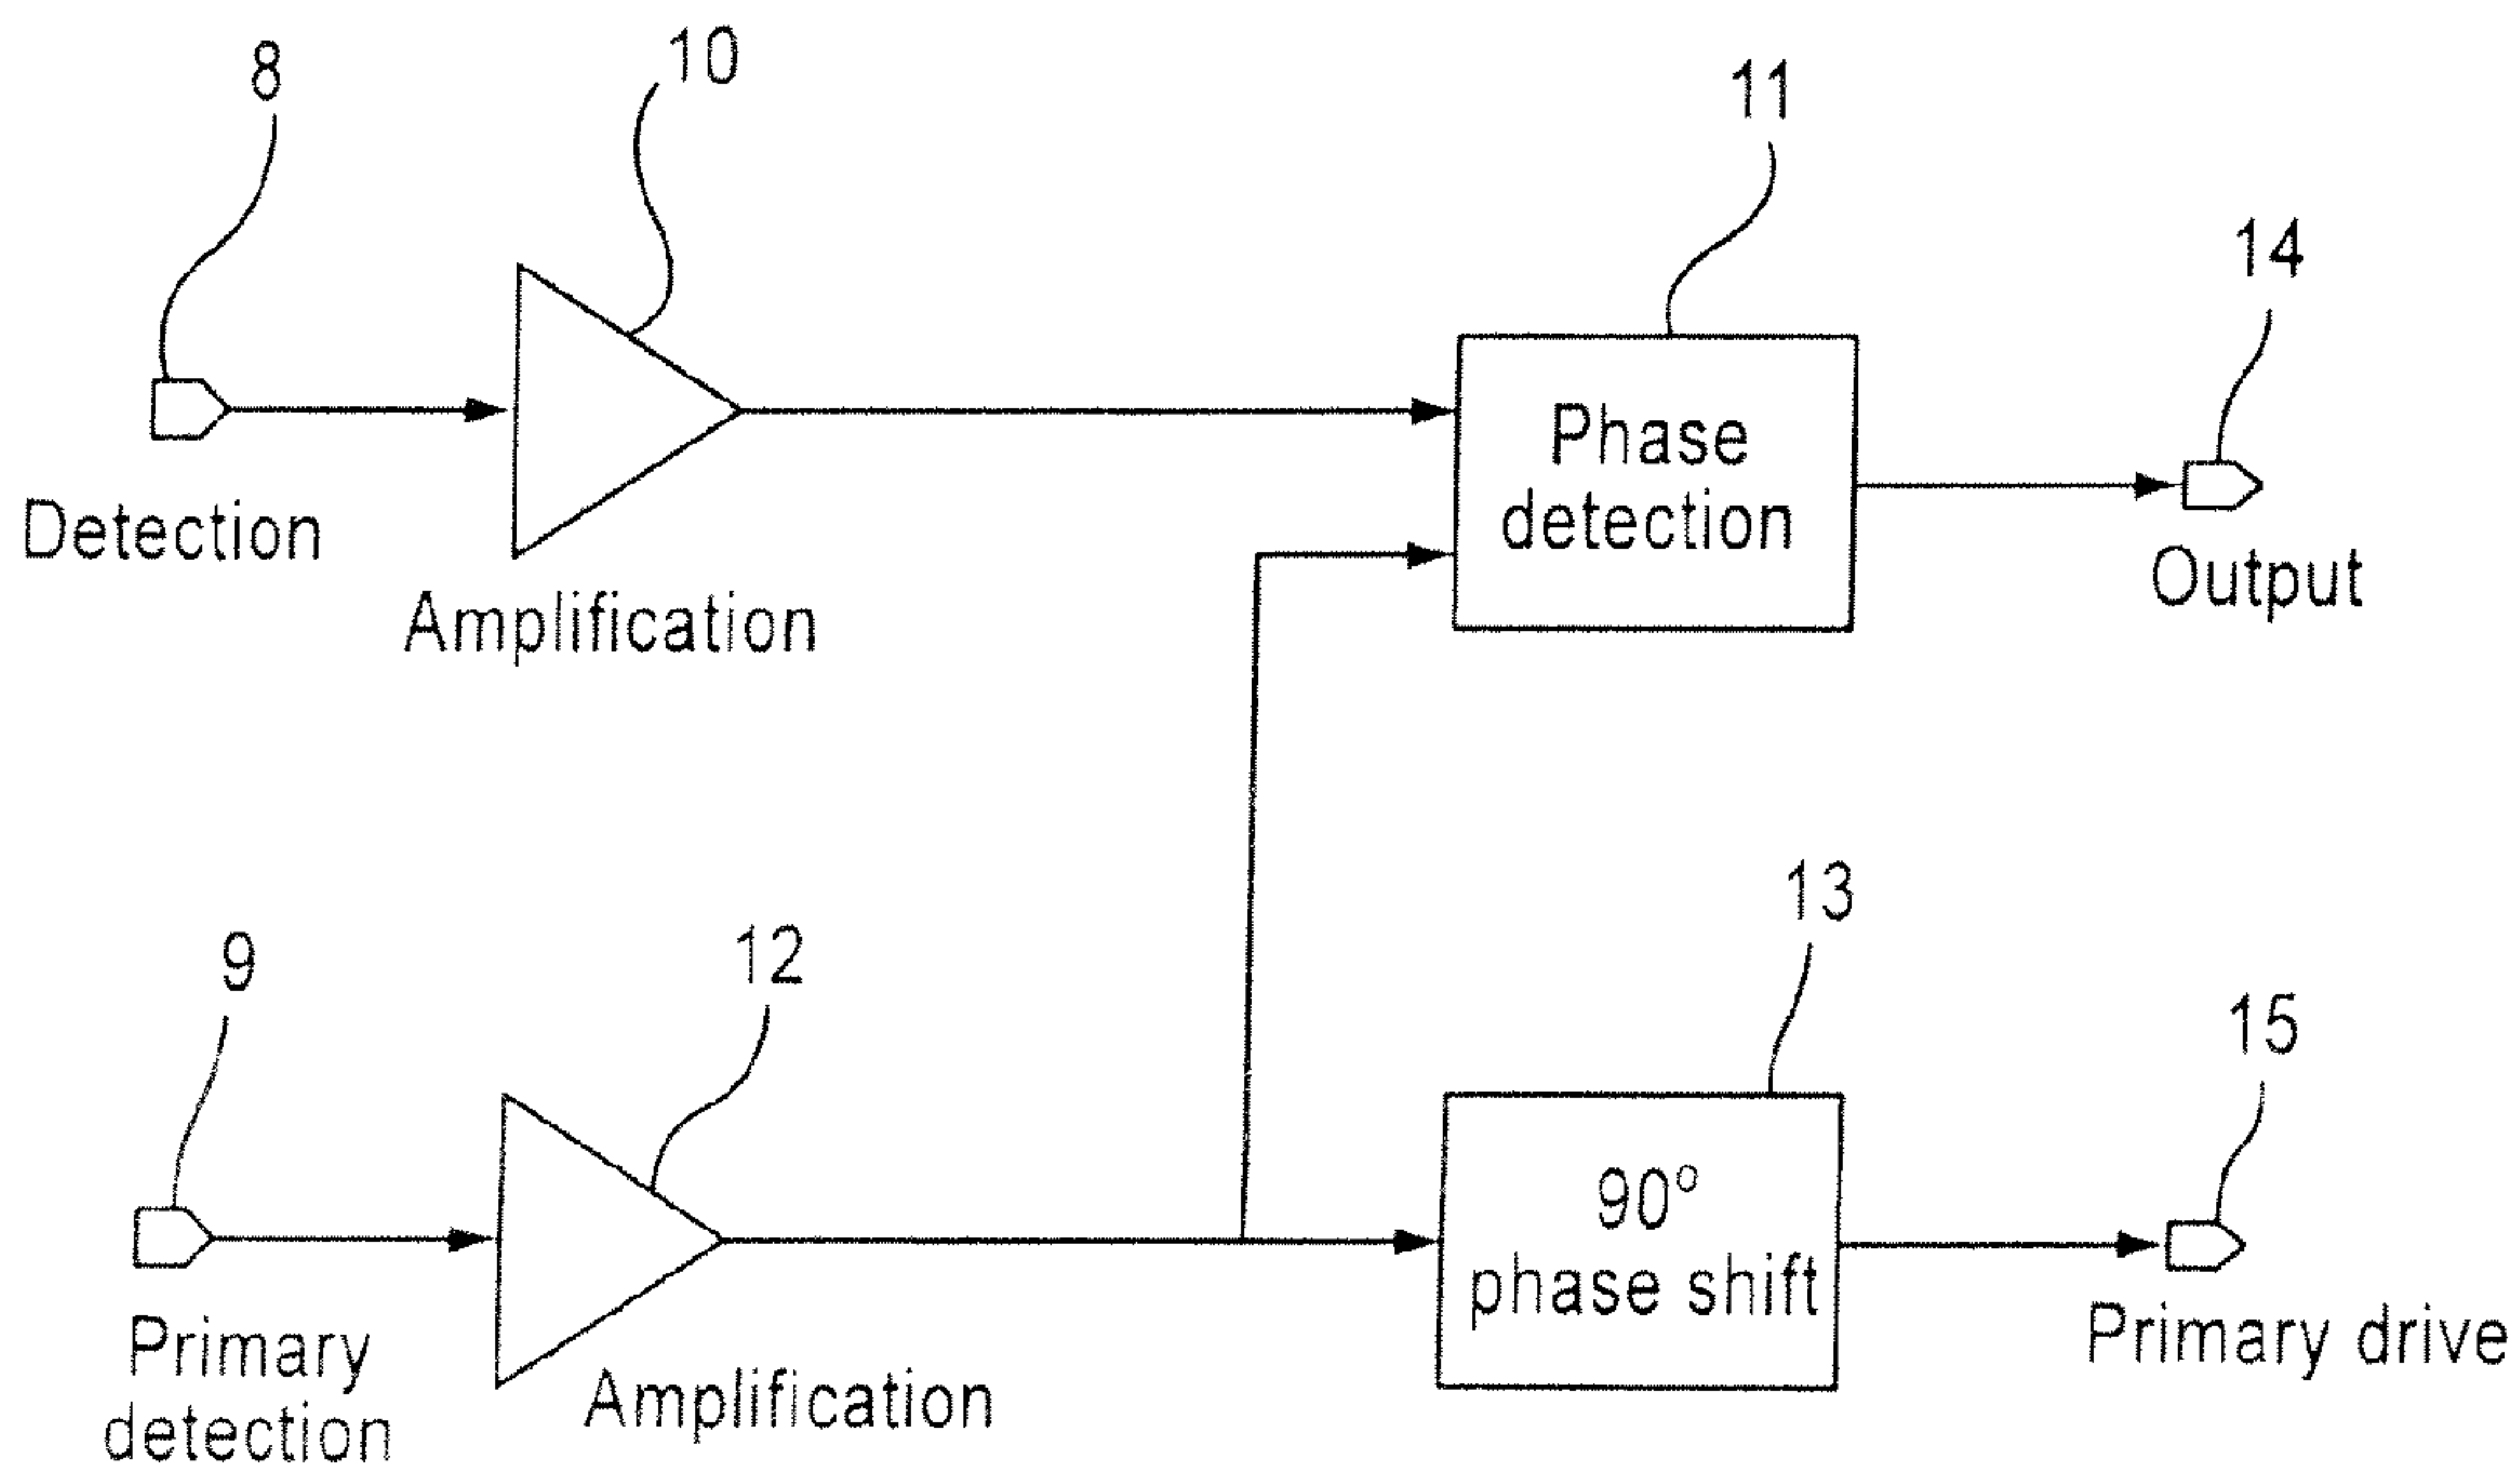 8
10
11
14
Phase
detection
Detection
Output
Amplification
13
9
12
15
90º
phase shift
Primary
detection
Primary drive
Amplification